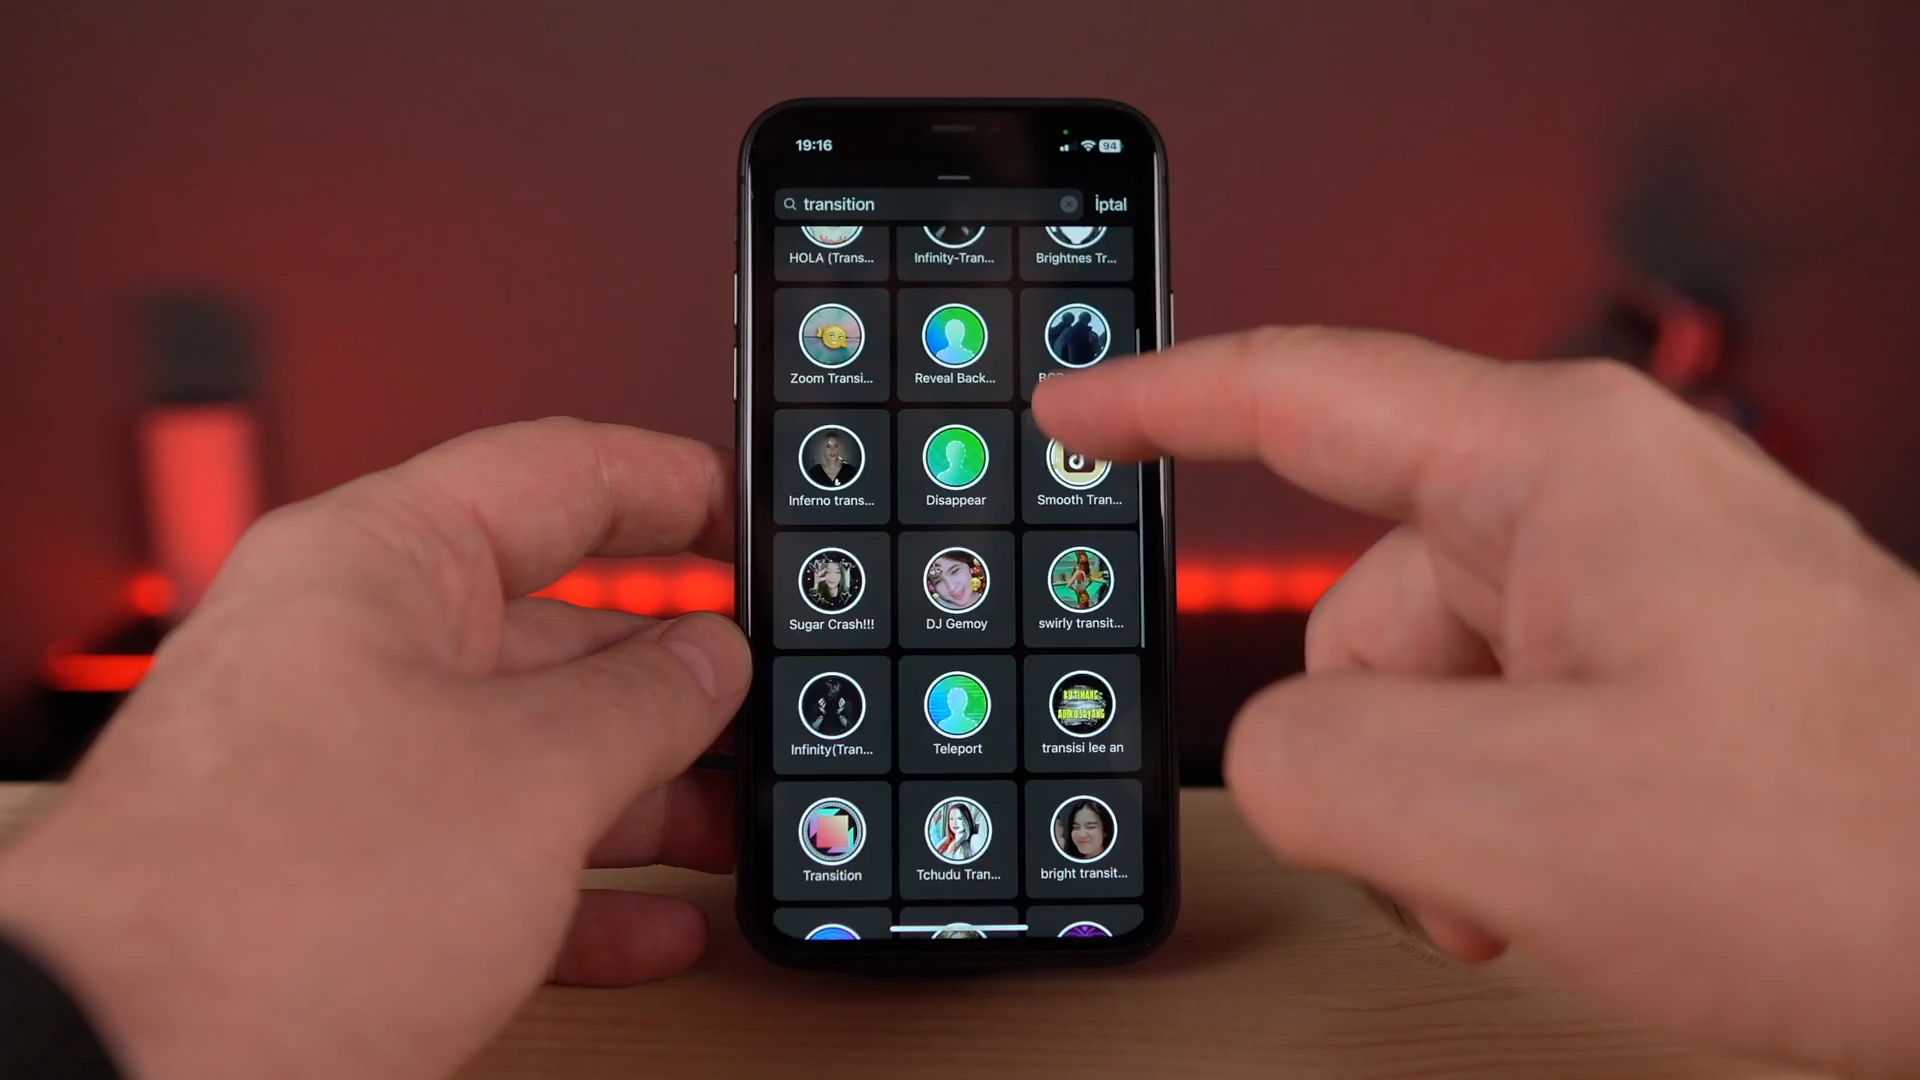 19:16
94
transition
İptal
HOLA (Trans...
Infinity-Tran...
Brightnes Tr...
Zoom Transi...
Reveal Back...
Inferno trans...
Disappear
Smooth Tran...
Sugar Crash!!!
DJ Gemoy
swirly transit...
Infinity(Tran...
Teleport
transisi lee an
Transition
Tchudu Tran...
bright transit...